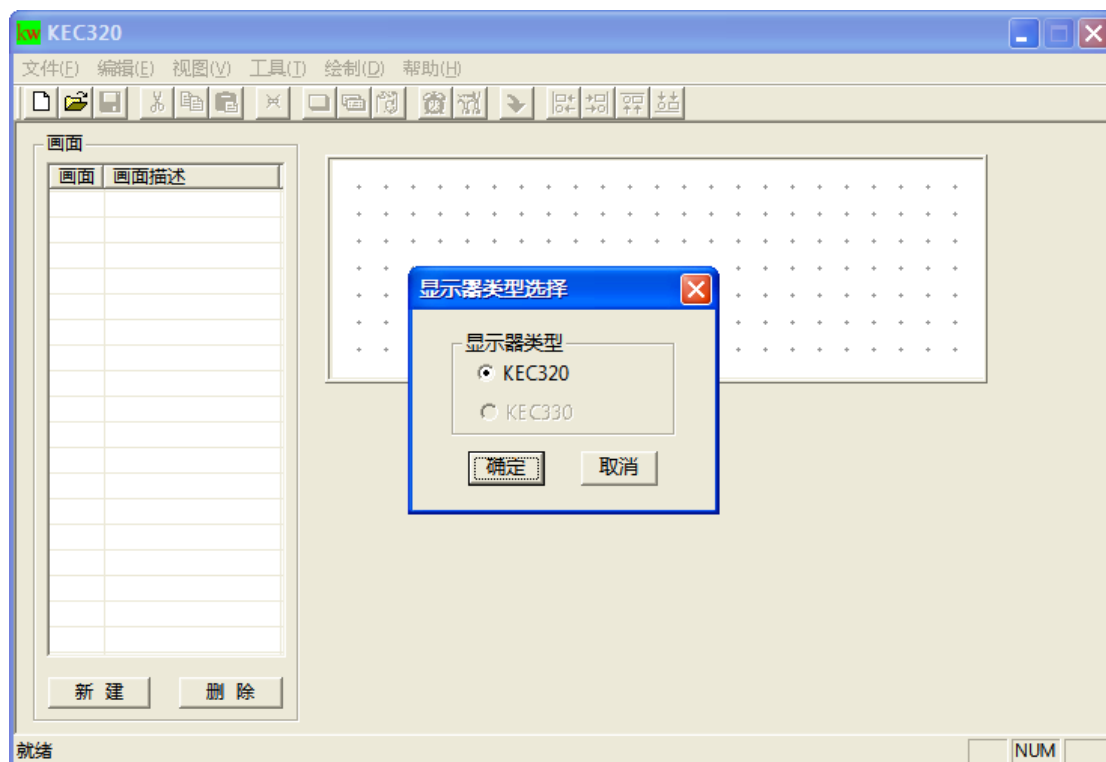 kw KEC320
文件(F) 编辑(E) 视图(V) 工具(T) 绘制(D) 帮助(H)
画面
画面 画面描述
显示器类型选择
显示器类型
KEC320
KEC330
确定 取消
新 建 删 除
就绪 NUM